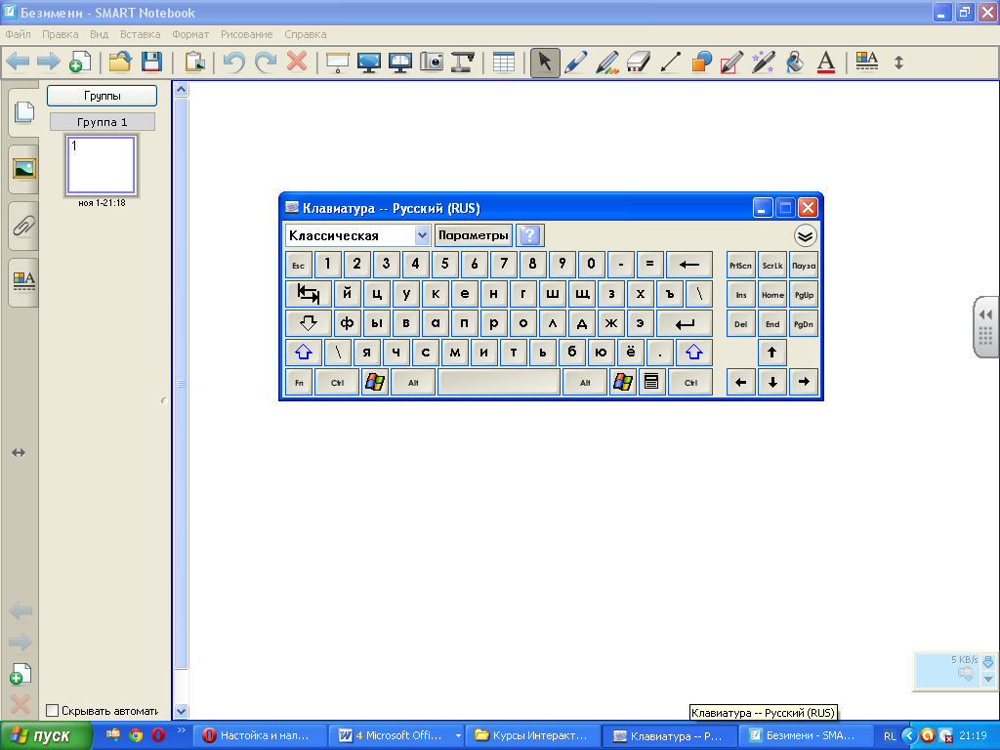 Безимени - SMART Notebook
Файл Правка Вид Вставка Формат Рисование Справка
Группы
Группа 1
1
ноя 1-21:18
Клавиатура -- Русский (RUS)
Классическая Параметры ?
Esc 1 2 3 4 5 6 7 8 9 0 - = PrtScn ScrLk Пауза
й ц у к е н г ш щ з х ъ \ Ins Home PgUp
ф ы в а п р о л д ж э Del End PgDn
\ я ч с м и т ь б ю ё .
Fn Ctrl Alt Alt Ctrl
5 KB/s
Скрывать автомати
Клавиатура -- Русский (RUS)
пуск Настойка и нал... 4 Microsoft Offi... Курсы Интеракт... Клавиатура -- Р... Безимени - SMA... RL 21:19